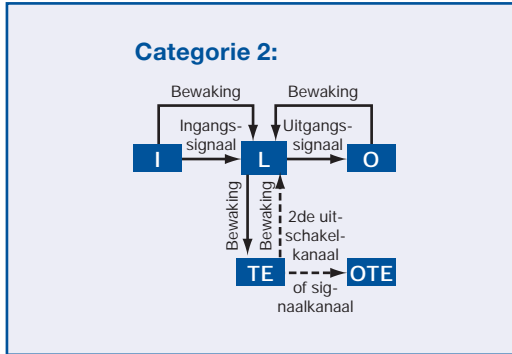 Categorie 2:
Bewaking
Bewaking
Ingangs-
signaal
Uitgangs-
signaal
I
L
O
Bewaking
Bewaking
2de uit-
schakel-
kanaal
TE
OTE
of sig-
naalkanaal